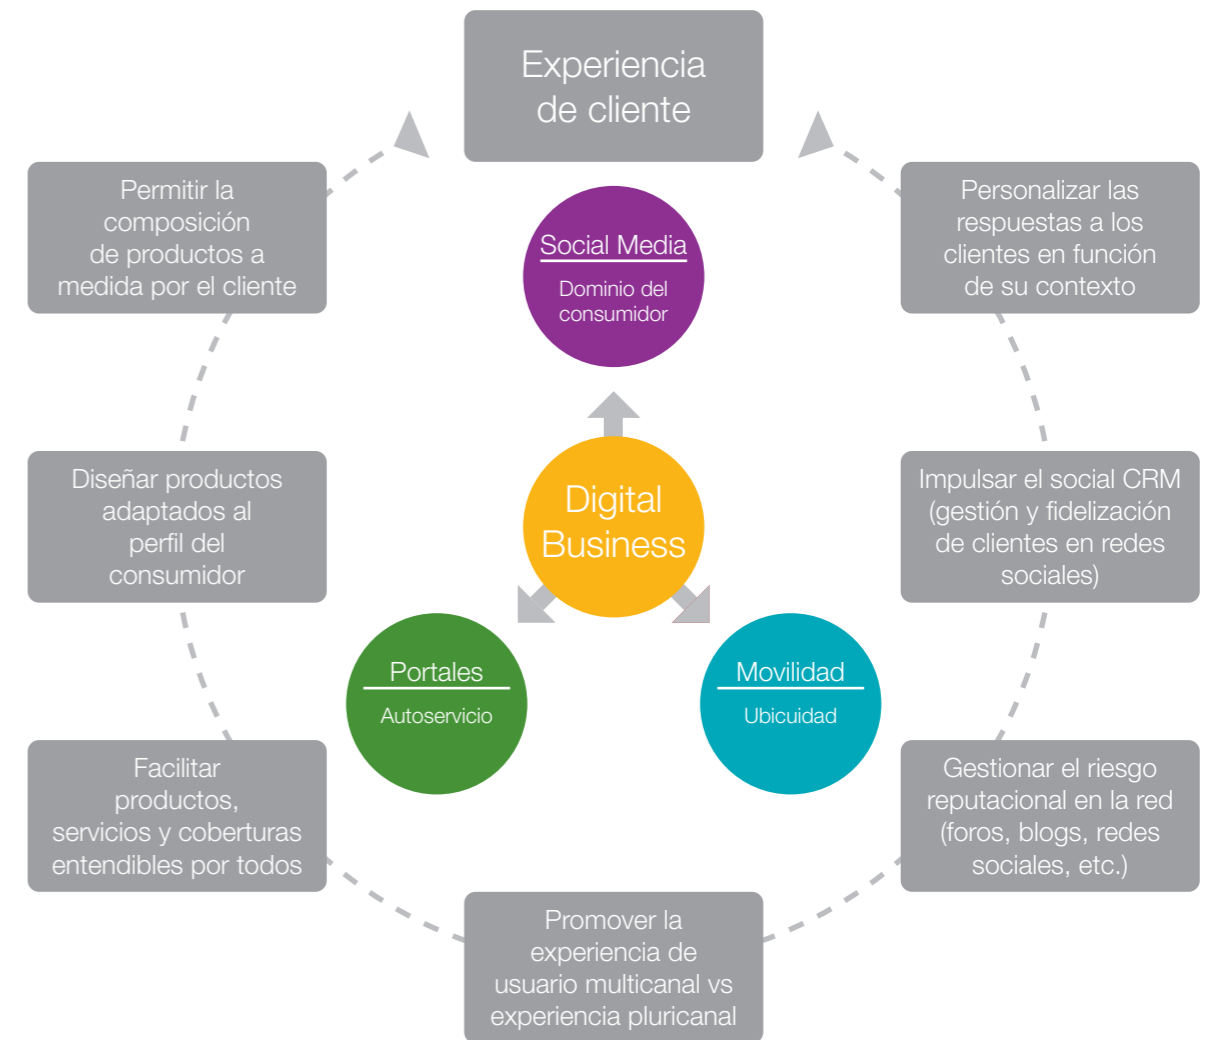 Experiencia
de cliente
Permitir la
composición
de productos a
medida por el cliente
Social Media
Dominio del
consumidor
Personalizar las
respuestas a los
clientes en función
de su contexto
Diseñar productos
adaptados al
perfil del
consumidor
Digital
Business
Impulsar el social CRM
(gestión y fidelización
de clientes en redes
sociales)
Portales
Autoservicio
Movilidad
Ubicuidad
Facilitar
productos,
servicios y coberturas
entendibles por todos
Gestionar el riesgo
reputacional en la red
(foros, blogs, redes
sociales, etc.)
Promover la
experiencia de
usuario multicanal vs
experiencia pluricanal